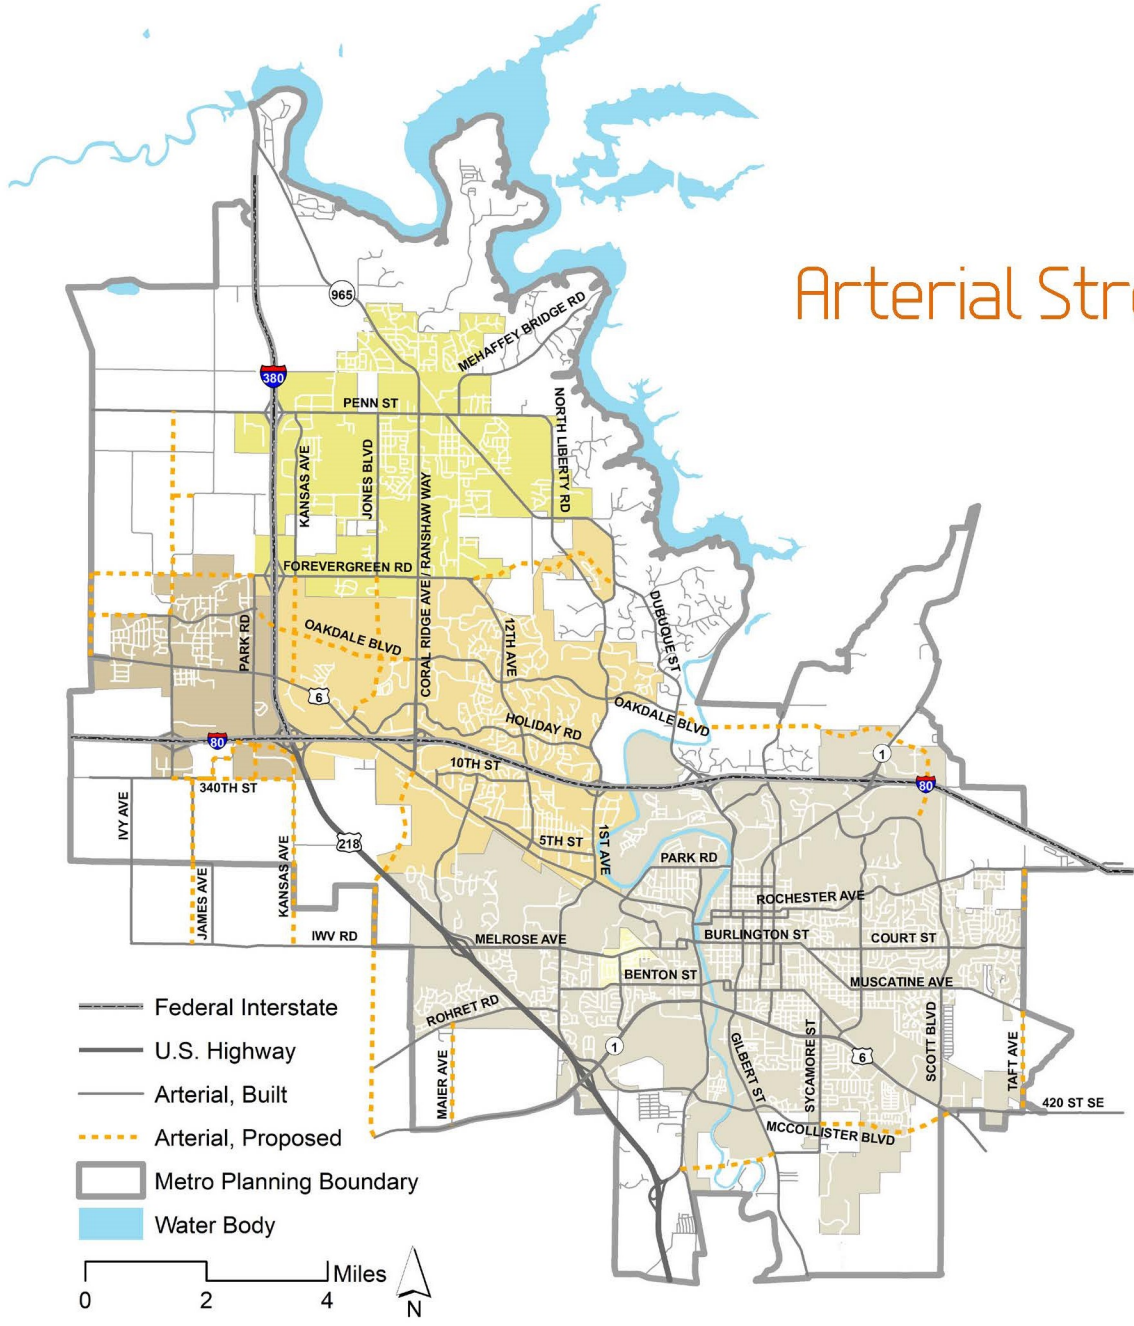 Arterial Stre
965
MEHAFFEY BRIDGE RD
380
PENN ST
NORTH LIBERTY RD
KANSAS AVE
JONES BLVD
CORAL RIDGE AVE / RANSHAW WAY
FOREVERGREEN RD
DUBUQUE ST
PARK RD
OAKDALE BLVD
12TH AVE
6
OAKDALE BLVD
HOLIDAY RD
80
1
10TH ST
80
340TH ST
IVY AVE
218
5TH ST
1ST AVE
PARK RD
KANSAS AVE
JAMES AVE
ROCHESTER AVE
IWV RD
MELROSE AVE
BURLINGTON ST
COURT ST
BENTON ST
MUSCATINE AVE
ROHRET RD
MAIER AVE
1
GILBERT ST
SYCAMORE ST
6
SCOTT BLVD
TAFT AVE
420 ST SE
MCCOLLISTER BLVD
Federal Interstate
U.S. Highway
Arterial, Built
Arterial, Proposed
Metro Planning Boundary
Water Body
Miles
0 2 4
N